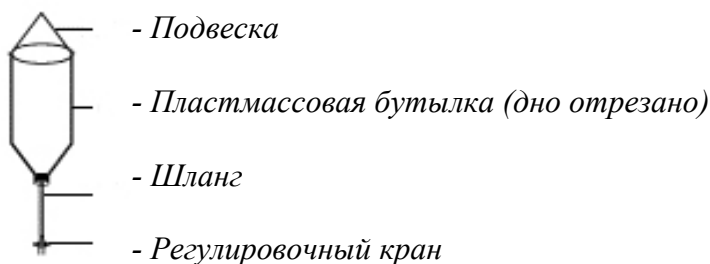 - Подвеска
- Пластмассовая бутылка (дно отрезано)
- Шланг
- Регулировочный кран